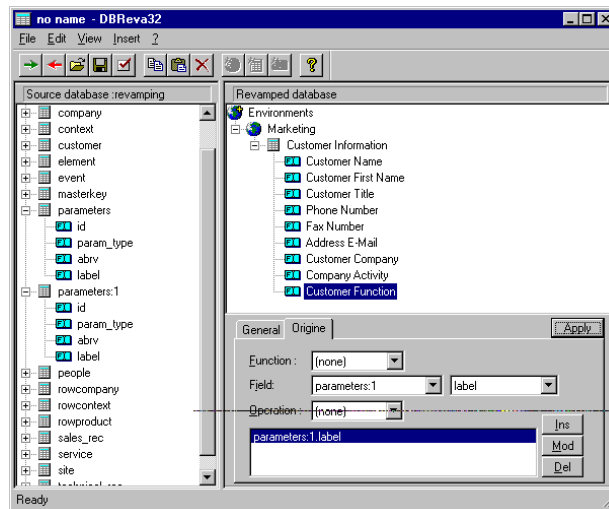 no name - DBReva32
File Edit View Insert ?
Source database :revamping
company
context
customer
element
event
masterkey
parameters
id
param_type
abrv
label
parameters:1
id
param_type
abrv
label
people
rowcompany
rowcontext
rowproduct
sales_rec
service
site
Revamped database
Environments
Marketing
Customer Information
Customer Name
Customer First Name
Customer Title
Phone Number
Fax Number
Address E-Mail
Customer Company
Company Activity
Customer Function
General Origine Apply
Function : (none)
Field: parameters:1 label
Operation : (none)
parameters:1.label
Ins
Mod
Del
Ready